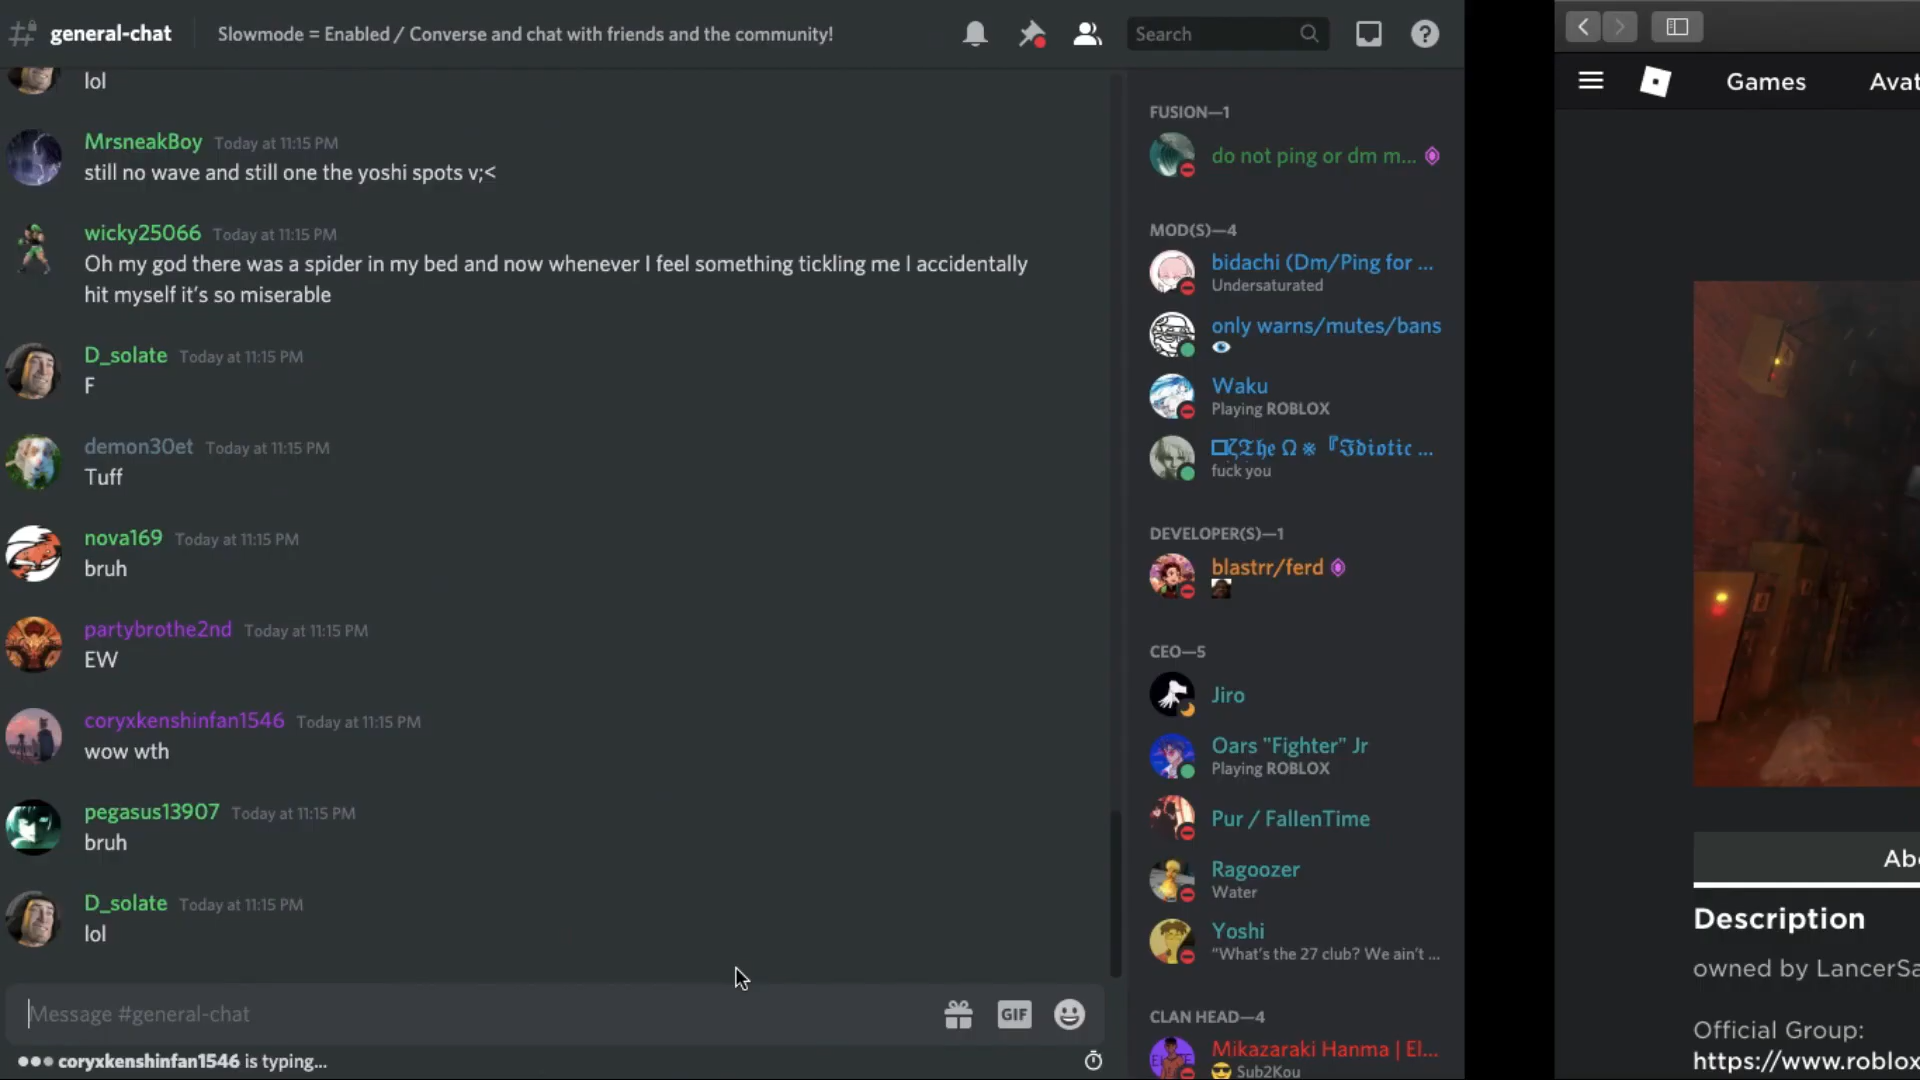 general-chat
Slowmode = Enabled / Converse and chat with friends and the community!
Search
lol
MrsneakBoy Today at 11:15 PM
still no wave and still one the yoshi spots v;<
wicky25066 Today at 11:15 PM
Oh my god there was a spider in my bed and now whenever I feel something tickling me I accidentally
hit myself it's so miserable
D_solate Today at 11:15 PM
F
demon30et Today at 11:15 PM
Tuff
nova169 Today at 11:15 PM
bruh
partybrothe2nd Today at 11:15 PM
EW
coryxkenshinfan1546 Today at 11:15 PM
wow wth
pegasus13907 Today at 11:15 PM
bruh
D_solate Today at 11:15 PM
lol
Message #general-chat
GIF
coryxkenshinfan1546 is typing...
FUSION—1
do not ping or dm m...
MOD(S)—4
bidachi (Dm/Ping for ...
Undersaturated
only warns/mutes/bans
Waku
Playing ROBLOX
ζ𝕿𝖍𝖊 Ω ※『𝕴𝖉𝖎𝖔𝖙𝖎𝖈 ...
fuck you
DEVELOPER(S)—1
blastrr/ferd
CEO—5
Jiro
Oars "Fighter" Jr
Playing ROBLOX
Pur / FallenTime
Ragoozer
Water
Yoshi
“What's the 27 club? We ain't ...
CLAN HEAD—4
Mikazaraki Hanma | El...
Sub2Kou
Games
Avat
Abo
Description
owned by LancerSa
Official Group:
https://www.roblox